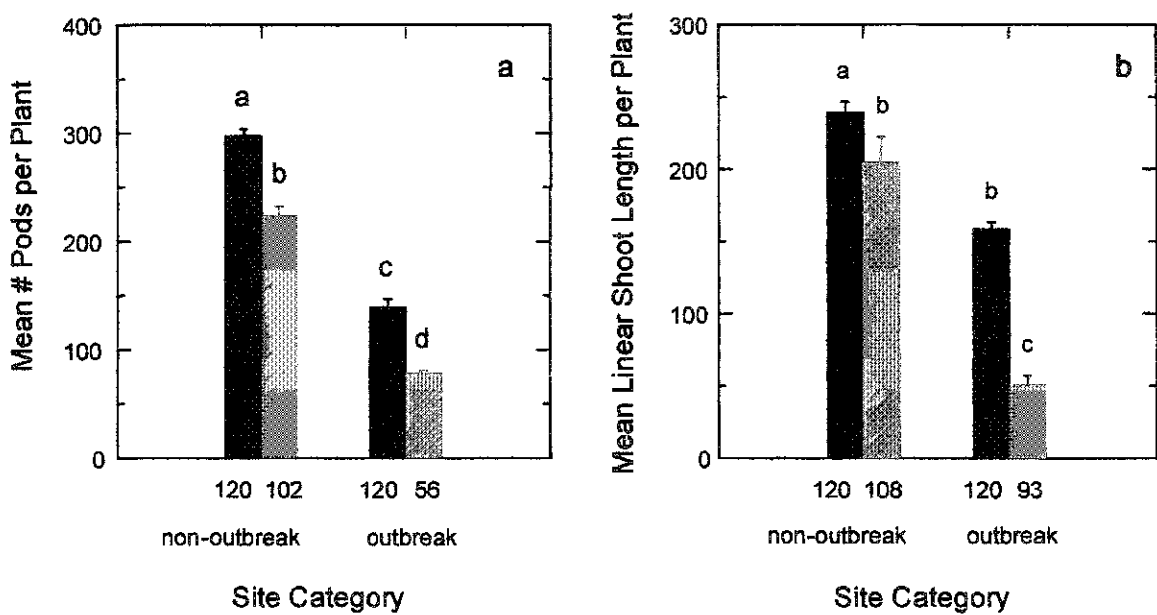 Mean # Pods per Plant
400
300
200
100
0
a
a
b
c
d
120 102 120 56
non-outbreak outbreak
Site Category
Mean Linear Shoot Length per Plant
300
200
100
0
b
a
b
b
c
120 108 120 93
non-outbreak outbreak
Site Category